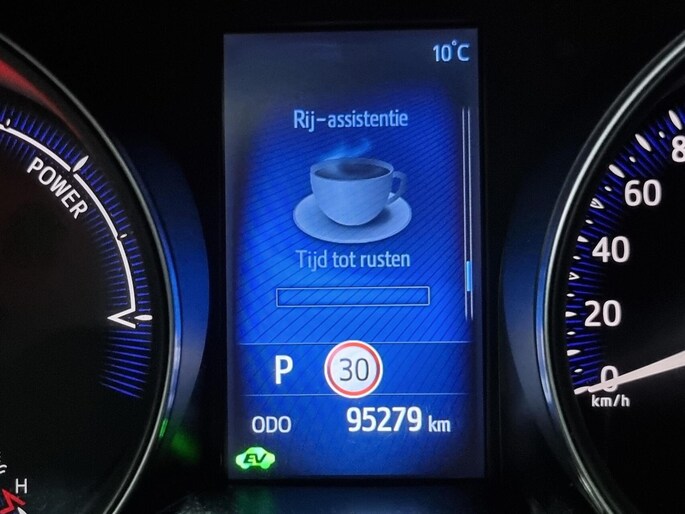 10°C
Rij-assistentie
Tijd tot rusten
P 30
ODO 95279 km
EV
POWER
H
80
60
40
20
0
km/h